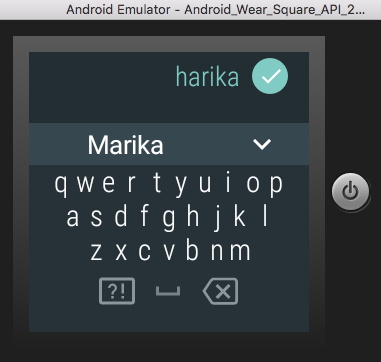 Android Emulator - Android_Wear_Square_API_2...
harika
Marika
q w e r t y u i o p
a s d f g h j k l
z x c v b n m
?!